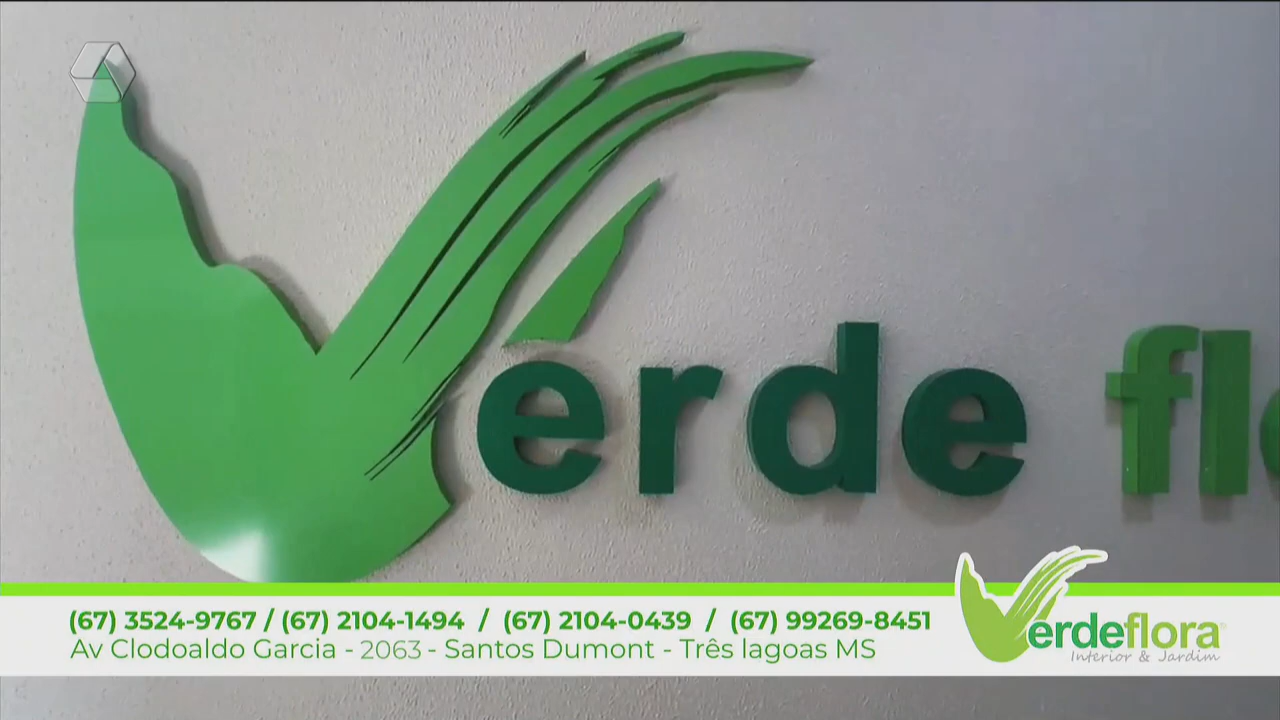 Verde flo
(67) 3524-9767 / (67) 2104-1494 / (67) 2104-0439 / (67) 99269-8451
Av Clodoaldo Garcia - 2063 - Santos Dumont - Três lagoas MS
Verdeflora
Interior & Jardim